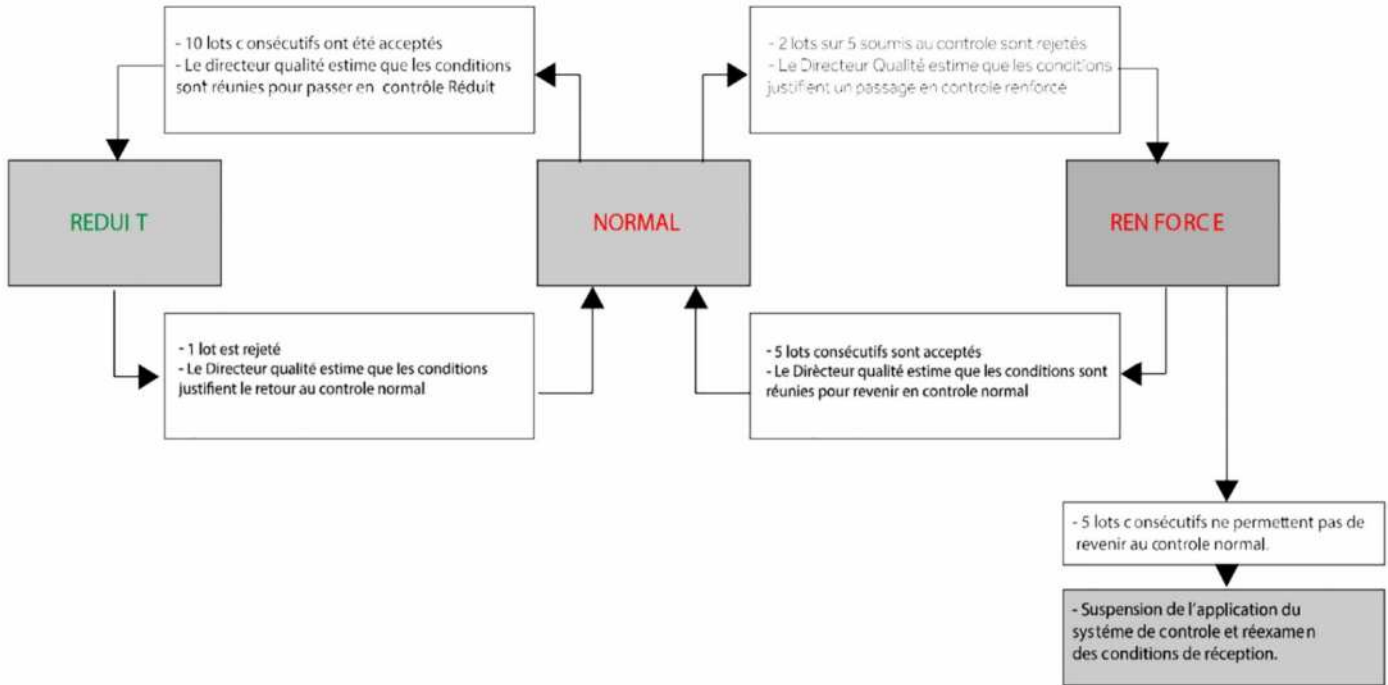 - 10 lots consécutifs ont été acceptés
- Le directeur qualité estime que les conditions
sont réunies pour passer en contrôle Réduit
- 2 lots sur 5 soumis au controle sont rejetés
- Le Directeur Qualité estime que les conditions
justifient un passage en controle renforcé
REDUIT
NORMAL
RENFORCE
- 1 lot est rejeté
- Le Directeur qualité estime que les conditions
justifient le retour au controle normal
- 5 lots consécutifs sont acceptés
- Le Dirècteur qualité estime que les conditions sont
réunies pour revenir en controle normal
- 5 lots consécutifs ne permettent pas de
revenir au controle normal.
- Suspension de l'application du
systéme de controle et réexamen
des conditions de réception.